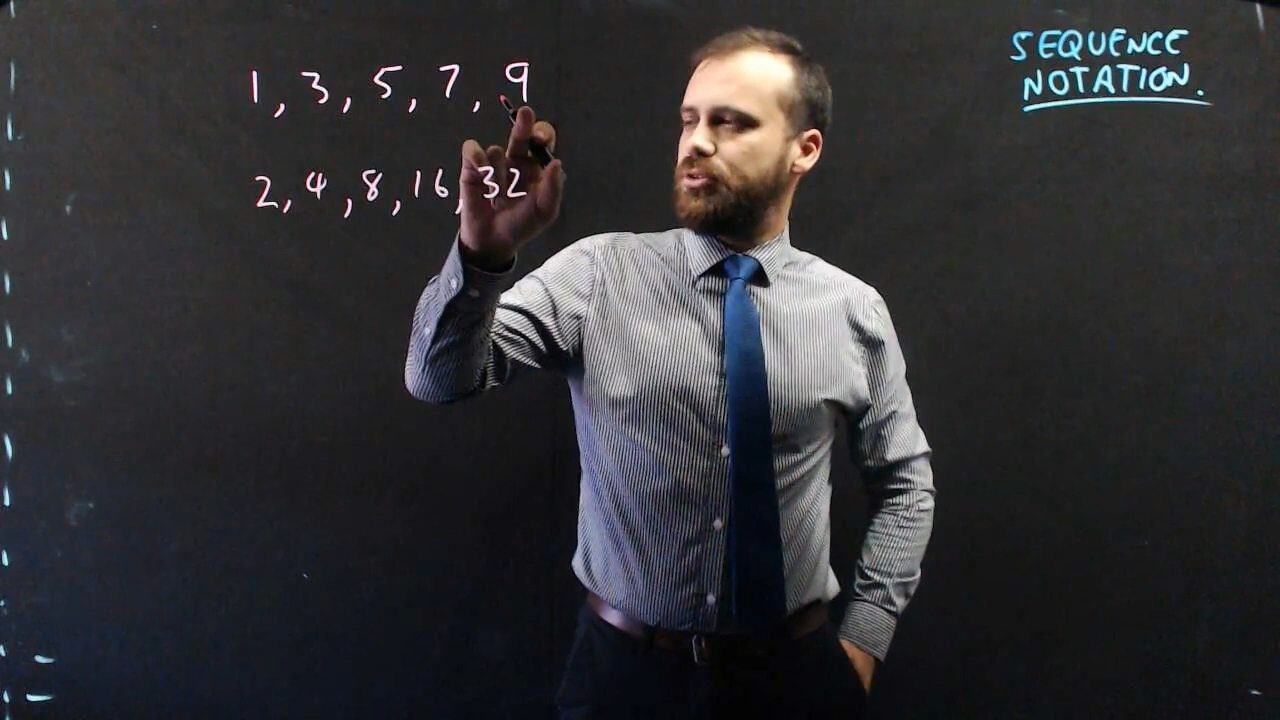 SEQUENCE
NOTATION.
1, 3, 5, 7, 9
2, 4, 8, 16, 32